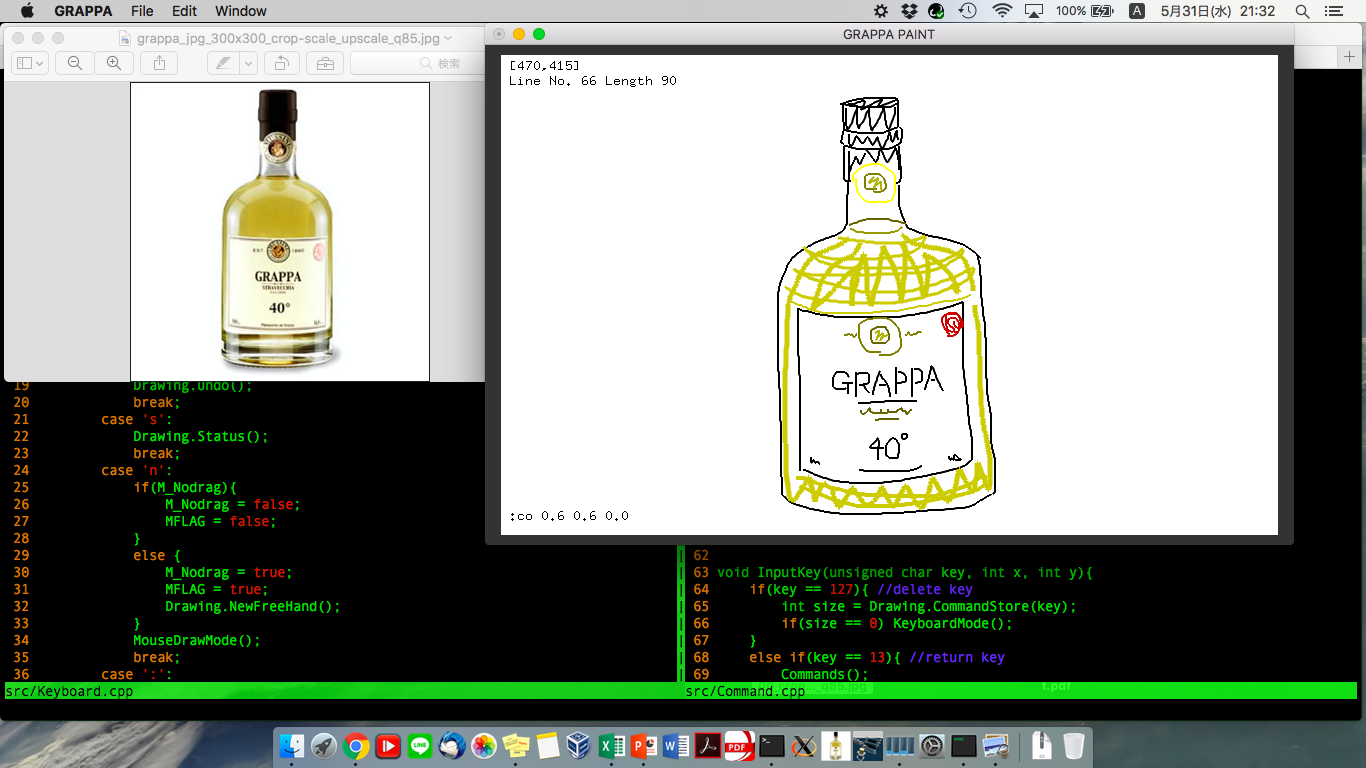 GRAPPA File Edit Window
100% A 5月31日(水) 21:32
grappa_jpg_300x300_crop-scale_upscale_q85.jpg
検索
EST 1890
GRAPPA
STRAVECCHIA
40°
GRAPPA PAINT
[470,415]
Line No. 66 Length 90
GRAPPA
40°
:co 0.6 0.6 0.0
19 Drawing.Undo();
20 break;
21 case 's':
22 Drawing.Status();
23 break;
24 case 'n':
25 if(M_Nodrag){
26 M_Nodrag = false;
27 MFLAG = false;
28 }
29 else {
30 M_Nodrag = true;
31 MFLAG = true;
32 Drawing.NewFreeHand();
33 }
34 MouseDrawMode();
35 break;
36 case ':':
src/Keyboard.cpp
62
63 void InputKey(unsigned char key, int x, int y){
64 if(key == 127){ //delete key
65 int size = Drawing.CommandStore(key);
66 if(size == 0) KeyboardMode();
67 }
68 else if(key == 13){ //return key
69 Commands();
src/Command.cpp
_q85.jpg
t.pdf
LINE
PDF